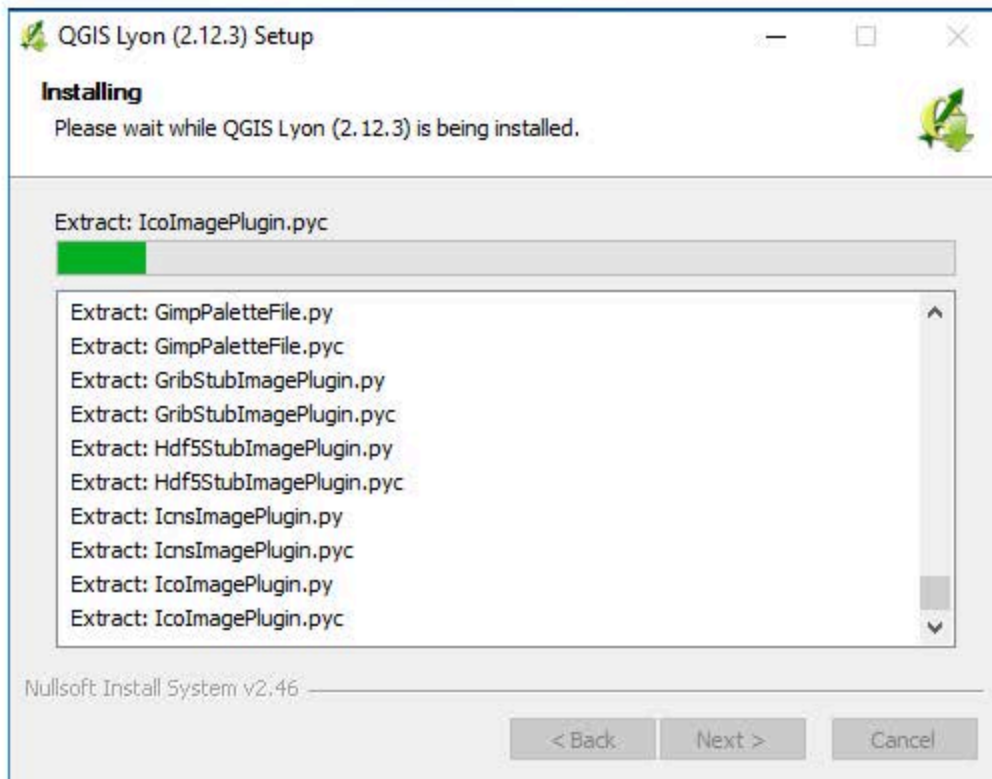 QGIS Lyon (2.12.3) Setup
Installing
Please wait while QGIS Lyon (2.12.3) is being installed.
Extract: IcoImagePlugin.pyc
Extract: GimpPaletteFile.py
Extract: GimpPaletteFile.pyc
Extract: GribStubImagePlugin.py
Extract: GribStubImagePlugin.pyc
Extract: Hdf5StubImagePlugin.py
Extract: Hdf5StubImagePlugin.pyc
Extract: IcnsImagePlugin.py
Extract: IcnsImagePlugin.pyc
Extract: IcoImagePlugin.py
Extract: IcoImagePlugin.pyc
Nullsoft Install System v2.46
< Back Next > Cancel